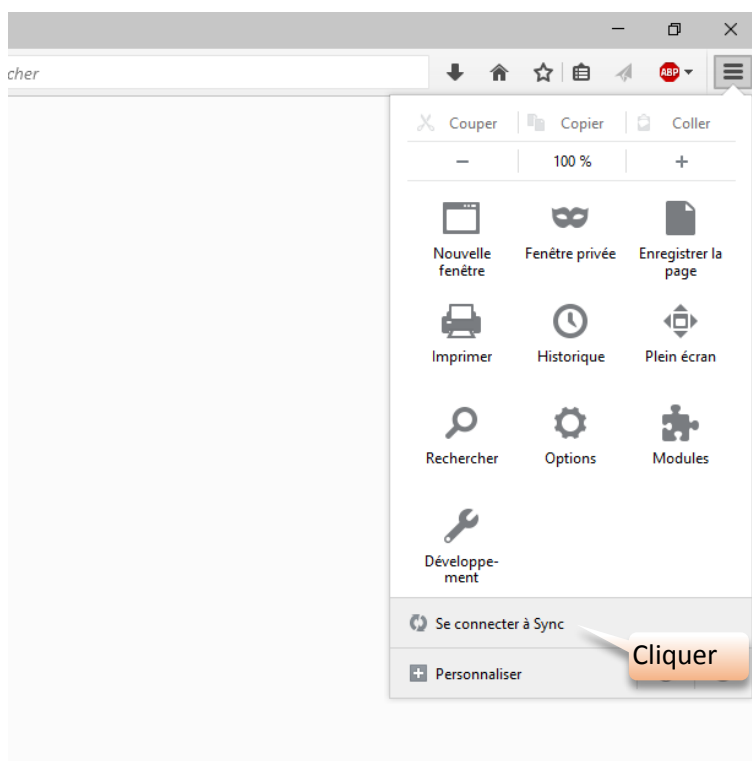 cher
ABP
Couper Copier Coller
− 100 % +
Nouvelle fenêtre
Fenêtre privée
Enregistrer la page
Imprimer Historique Plein écran
Rechercher Options Modules
Développe-
ment
Se connecter à Sync
Cliquer
Personnaliser